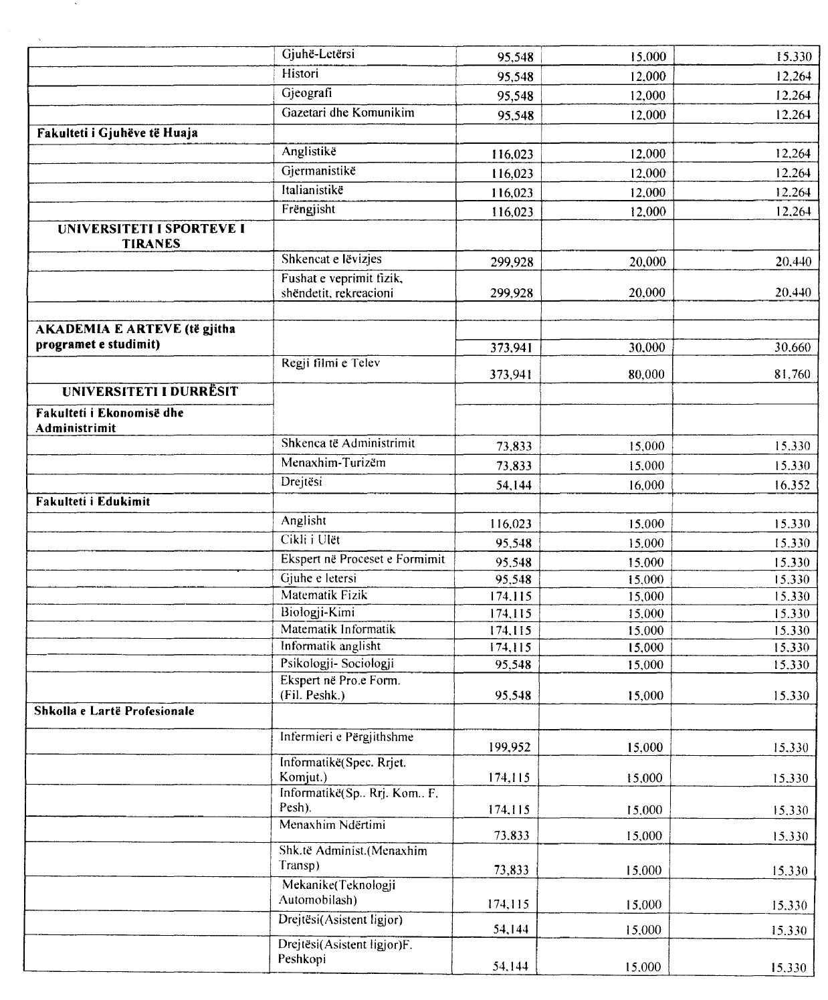 Gjuhë-Letërsi 95,548 15,000 15.330
Histori 95,548 12,000 12,264
Gjeografi 95,548 12,000 12.264
Gazetari dhe Komunikim 95,548 12,000 12,264
Fakulteti i Gjuhëve të Huaja
Anglistikë 116,023 12,000 12,264
Gjermanistikë 116,023 12,000 12,264
Italianistikë 116,023 12,000 12,264
Frëngjisht 116,023 12,000 12,264
UNIVERSITETI I SPORTEVE I
TIRANES
Shkencat e lëvizjes 299,928 20,000 20,440
Fushat e veprimit fizik,
shëndetit, rekreacioni 299,928 20,000 20,440
AKADEMIA E ARTEVE (të gjitha
programet e studimit) 373,941 30,000 30,660
Regji filmi e Telev
373,941 80,000 81,760
UNIVERSITETI I DURRËSIT
Fakulteti i Ekonomisë dhe
Administrimit
Shkenca të Administrimit 73,833 15,000 15.330
Menaxhim-Turizëm 73,833 15,000 15.330
Drejtësi 54,144 16,000 16.352
Fakulteti i Edukimit
Anglisht 116,023 15,000 15.330
Cikli i Ulët 95,548 15,000 15.330
Ekspert në Proceset e Formimit 95,548 15,000 15.330
Gjuhe e letersi 95,548 15,000 15.330
Matematik Fizik 174,115 15,000 15.330
Biologji-Kimi 174,115 15,000 15.330
Matematik Informatik 174,115 15,000 15.330
Informatik anglisht 174,115 15,000 15.330
Psikologji- Sociologji 95,548 15,000 15.330
Ekspert në Pro.e Form.
(Fil. Peshk.) 95,548 15,000 15.330
Shkolla e Lartë Profesionale
Infermieri e Përgjithshme
199,952 15,000 15.330
Informatikë(Spec. Rrjet.
Komjut.) 174,115 15,000 15.330
Informatikë(Sp.. Rrj. Kom.. F.
Pesh). 174,115 15,000 15.330
Menaxhim Ndërtimi
73,833 15,000 15.330
Shk.të Administ.(Menaxhim
Transp) 73,833 15,000 15.330
Mekanike(Teknologji
Automobilash) 174,115 15,000 15.330
Drejtësi(Asistent ligjor)
54,144 15,000 15.330
Drejtësi(Asistent ligjor)F.
Peshkopi
54,144 15,000 15.330